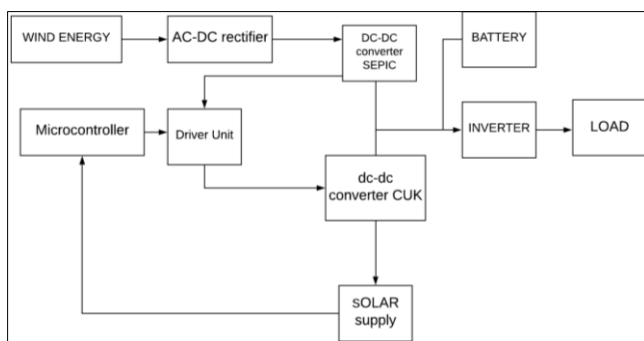 WIND ENERGY
AC-DC rectifier
DC-DC
converter
SEPIC
BATTERY
Microcontroller
Driver Unit
INVERTER
LOAD
dc-dc
converter CUK
sOLAR
supply